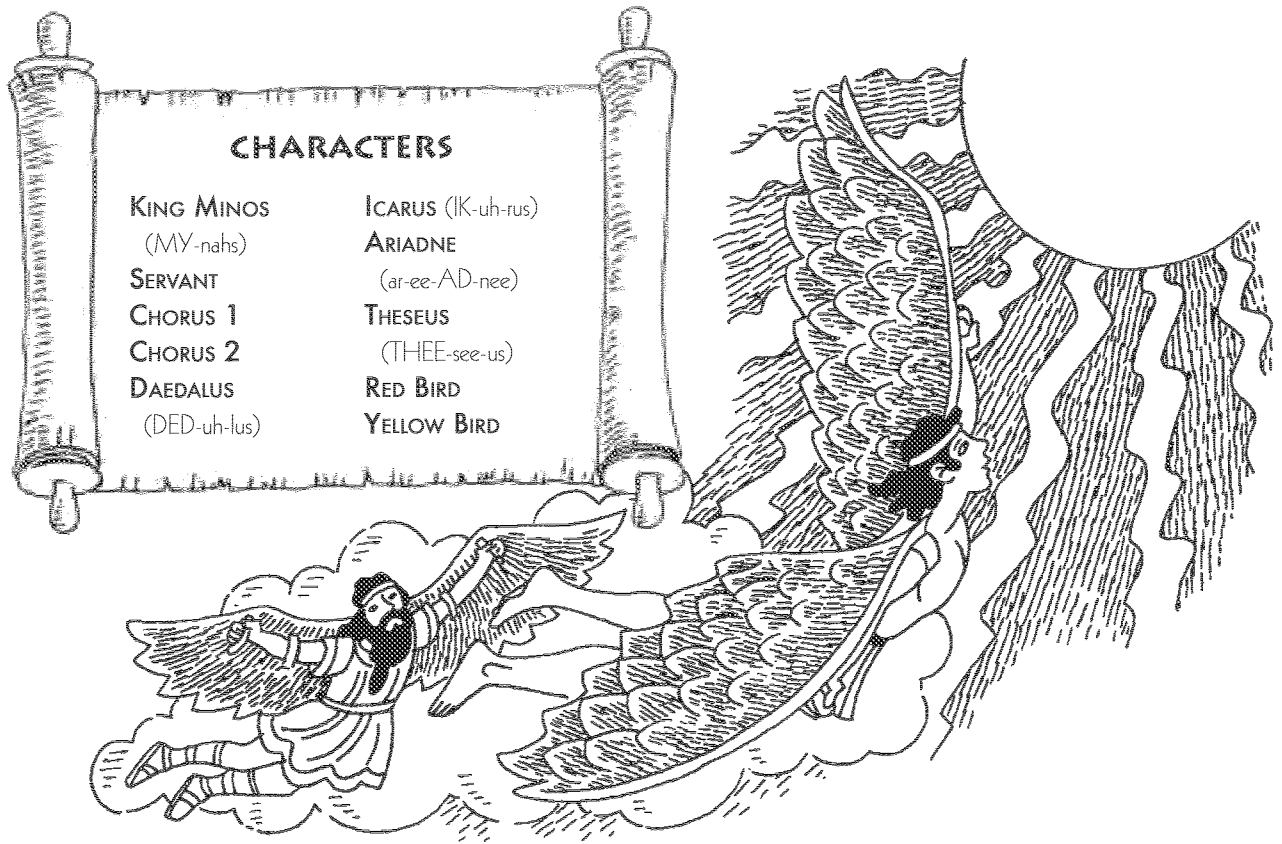 CHARACTERS
KING MINOS
(MY-nahs)
SERVANT
CHORUS 1
CHORUS 2
DAEDALUS
(DED-uh-lus)
ICARUS (IK-uh-rus)
ARIADNE
(ar-ee-AD-nee)
THESEUS
(THEE-see-us)
RED BIRD
YELLOW BIRD